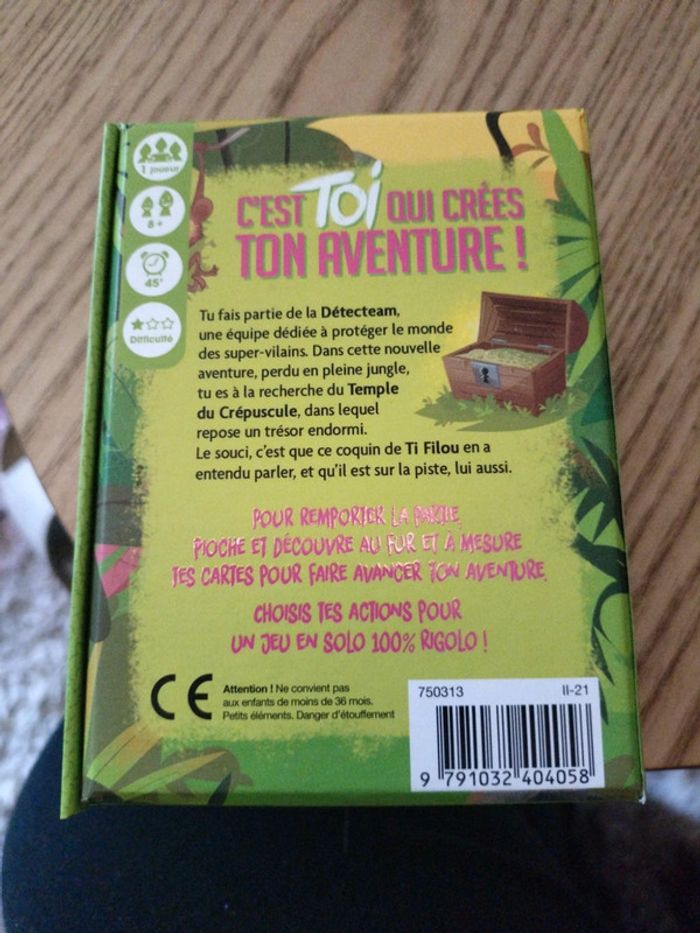 1 joueur
8+
45'
Difficulté
C'EST TOI QUI CRÉES
TON AVENTURE !
Tu fais partie de la Détecteam,
une équipe dédiée à protéger le monde
des super-vilains. Dans cette nouvelle
aventure, perdu en pleine jungle,
tu es à la recherche du Temple
du Crépuscule, dans lequel
repose un trésor endormi.
Le souci, c'est que ce coquin de Ti Filou en a
entendu parler, et qu'il est sur la piste, lui aussi.
POUR REMPORTER LA PARTIE,
PIOCHE ET DÉCOUVRE AU FUR ET À MESURE
TES CARTES POUR FAIRE AVANCER TON AVENTURE.
CHOISIS TES ACTIONS POUR
UN JEU EN SOLO 100% RIGOLO !
CE
Attention ! Ne convient pas
aux enfants de moins de 36 mois.
Petits éléments. Danger d'étouffement
750313 II-21
9 791032 404058